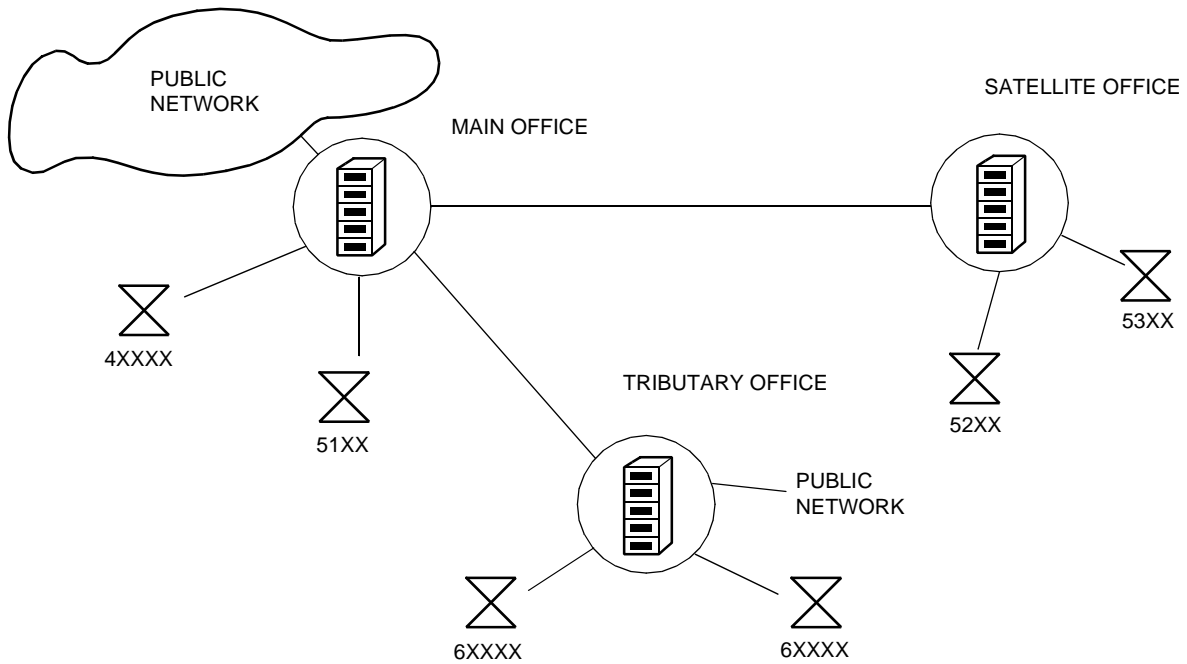 PUBLIC
NETWORK
MAIN OFFICE
SATELLITE OFFICE
4XXXX
51XX
53XX
52XX
TRIBUTARY OFFICE
PUBLIC
NETWORK
6XXXX
6XXXX